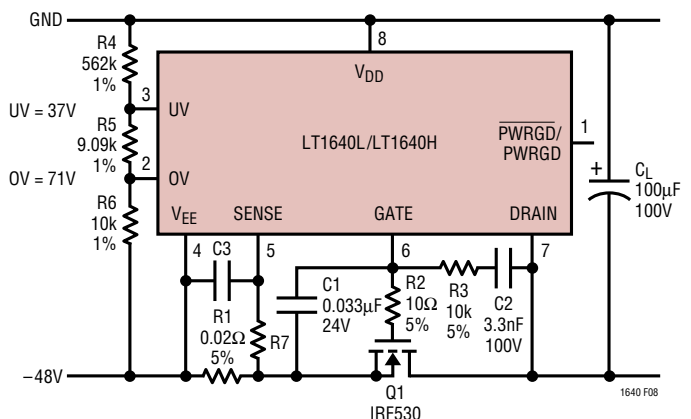 GND
R4
562k
1%
UV = 37V
R5
9.09k
1%
OV = 71V
R6
10k
1%
3
2
UV
OV
8
VDD
LT1640L/LT1640H
PWRGD/
PWRGD
1
VEE
SENSE
GATE
DRAIN
4
5
6
7
C3
R1
0.02Ω
5%
R7
C1
0.033µF
24V
R2
10Ω
5%
R3
10k
5%
C2
3.3nF
100V
+
CL
100µF
100V
−48V
Q1
IRF530
1640 F08